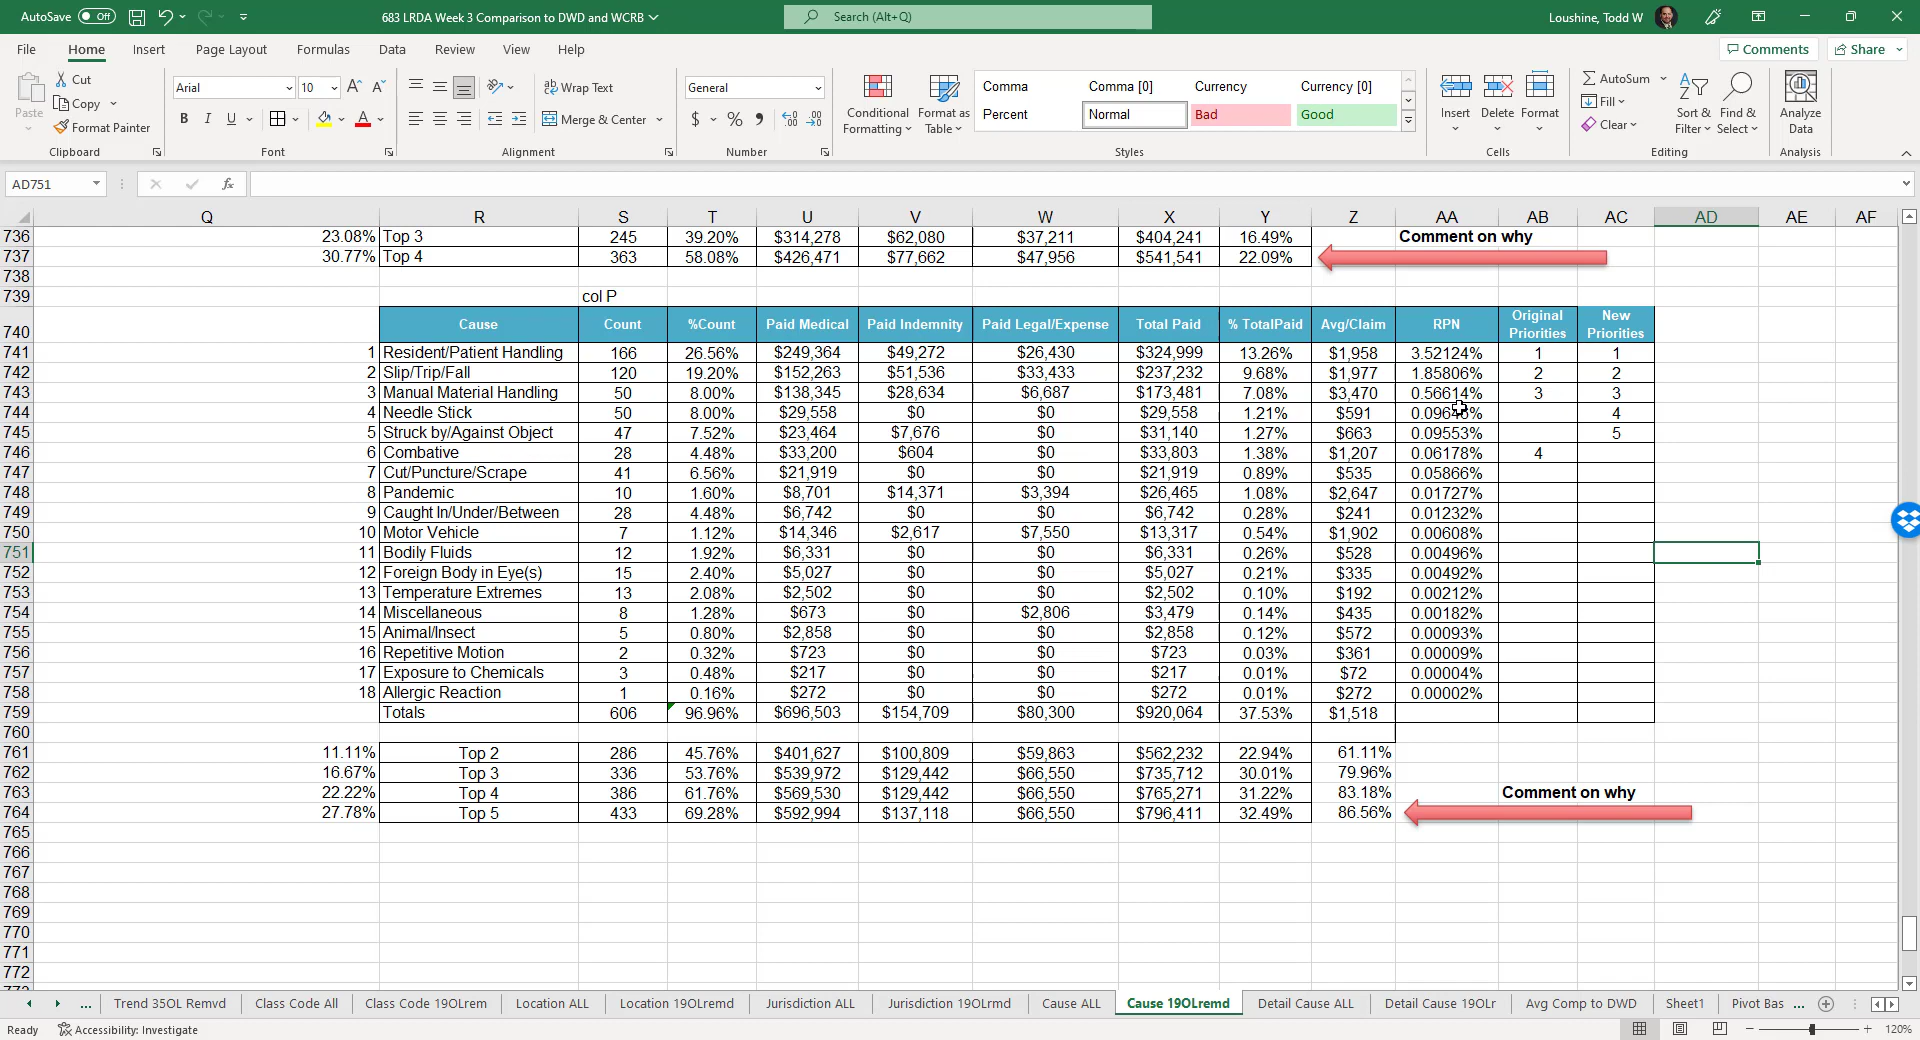 AutoSave Off 683 LRDA Week 3 Comparison to DWD and WCRB Search (Alt+Q) Loushine, Todd W
File Home Insert Page Layout Formulas Data Review View Help Comments Share
Paste Cut Copy Format Painter Clipboard
Arial 10 A A B I U A Font
Wrap Text Merge & Center Alignment
General $ % 9 Number
Conditional Formatting Format as Table
Comma Comma [0] Currency Currency [0]
Percent Normal Bad Good
Styles
Insert Delete Format Cells
AutoSum Fill Clear Sort & Filter Find & Select Editing
Analyze Data Analysis
AD751 fx
Q R S T U V W X Y Z AA AB AC AD AE AF
736 23.08% Top 3 245 39.20% $314,278 $62,080 $37,211 $404,241 16.49% Comment on why
737 30.77% Top 4 363 58.08% $426,471 $77,662 $47,956 $541,541 22.09%
738
739 col P
740 Cause Count %Count Paid Medical Paid Indemnity Paid Legal/Expense Total Paid % TotalPaid Avg/Claim RPN Original Priorities New Priorities
741 1 Resident/Patient Handling 166 26.56% $249,364 $49,272 $26,430 $324,999 13.26% $1,958 3.52124% 1 1
742 2 Slip/Trip/Fall 120 19.20% $152,263 $51,536 $33,433 $237,232 9.68% $1,977 1.85806% 2 2
743 3 Manual Material Handling 50 8.00% $138,345 $28,634 $6,687 $173,481 7.08% $3,470 0.56614% 3 3
744 4 Needle Stick 50 8.00% $29,558 $0 $0 $29,558 1.21% $591 4
745 5 Struck by/Against Object 47 7.52% $23,464 $7,676 $0 $31,140 1.27% $663 0.09553% 5
746 6 Combative 28 4.48% $33,200 $604 $0 $33,803 1.38% $1,207 0.06178% 4
747 7 Cut/Puncture/Scrape 41 6.56% $21,919 $0 $0 $21,919 0.89% $535 0.05866%
748 8 Pandemic 10 1.60% $8,701 $14,371 $3,394 $26,465 1.08% $2,647 0.01727%
749 9 Caught In/Under/Between 28 4.48% $6,742 $0 $0 $6,742 0.28% $241 0.01232%
750 10 Motor Vehicle 7 1.12% $14,346 $2,617 $7,550 $13,317 0.54% $1,902 0.00608%
751 11 Bodily Fluids 12 1.92% $6,331 $0 $0 $6,331 0.26% $528 0.00496%
752 12 Foreign Body in Eye(s) 15 2.40% $5,027 $0 $0 $5,027 0.21% $335 0.00492%
753 13 Temperature Extremes 13 2.08% $2,502 $0 $0 $2,502 0.10% $192 0.00212%
754 14 Miscellaneous 8 1.28% $673 $0 $2,806 $3,479 0.14% $435 0.00182%
755 15 Animal/Insect 5 0.80% $2,858 $0 $0 $2,858 0.12% $572 0.00093%
756 16 Repetitive Motion 2 0.32% $723 $0 $0 $723 0.03% $361 0.00009%
757 17 Exposure to Chemicals 3 0.48% $217 $0 $0 $217 0.01% $72 0.00004%
758 18 Allergic Reaction 1 0.16% $272 $0 $0 $272 0.01% $272 0.00002%
759 Totals 606 96.96% $696,503 $154,709 $80,300 $920,064 37.53% $1,518
760
761 11.11% Top 2 286 45.76% $401,627 $100,809 $59,863 $562,232 22.94% 61.11%
762 16.67% Top 3 336 53.76% $539,972 $129,442 $66,550 $735,712 30.01% 79.96%
763 22.22% Top 4 386 61.76% $569,530 $129,442 $66,550 $765,271 31.22% 83.18% Comment on why
764 27.78% Top 5 433 69.28% $592,994 $137,118 $66,550 $796,411 32.49% 86.56%
765
766
767
768
769
770
771
772
... Trend 35OL Remvd Class Code All Class Code 19OLrem Location ALL Location 19OLremd Jurisdiction ALL Jurisdiction 19OLrmd Cause ALL Cause 19OLremd Detail Cause ALL Detail Cause 19OLr Avg Comp to DWD Sheet1 Pivot Bas ...
Ready Accessibility: Investigate 120%